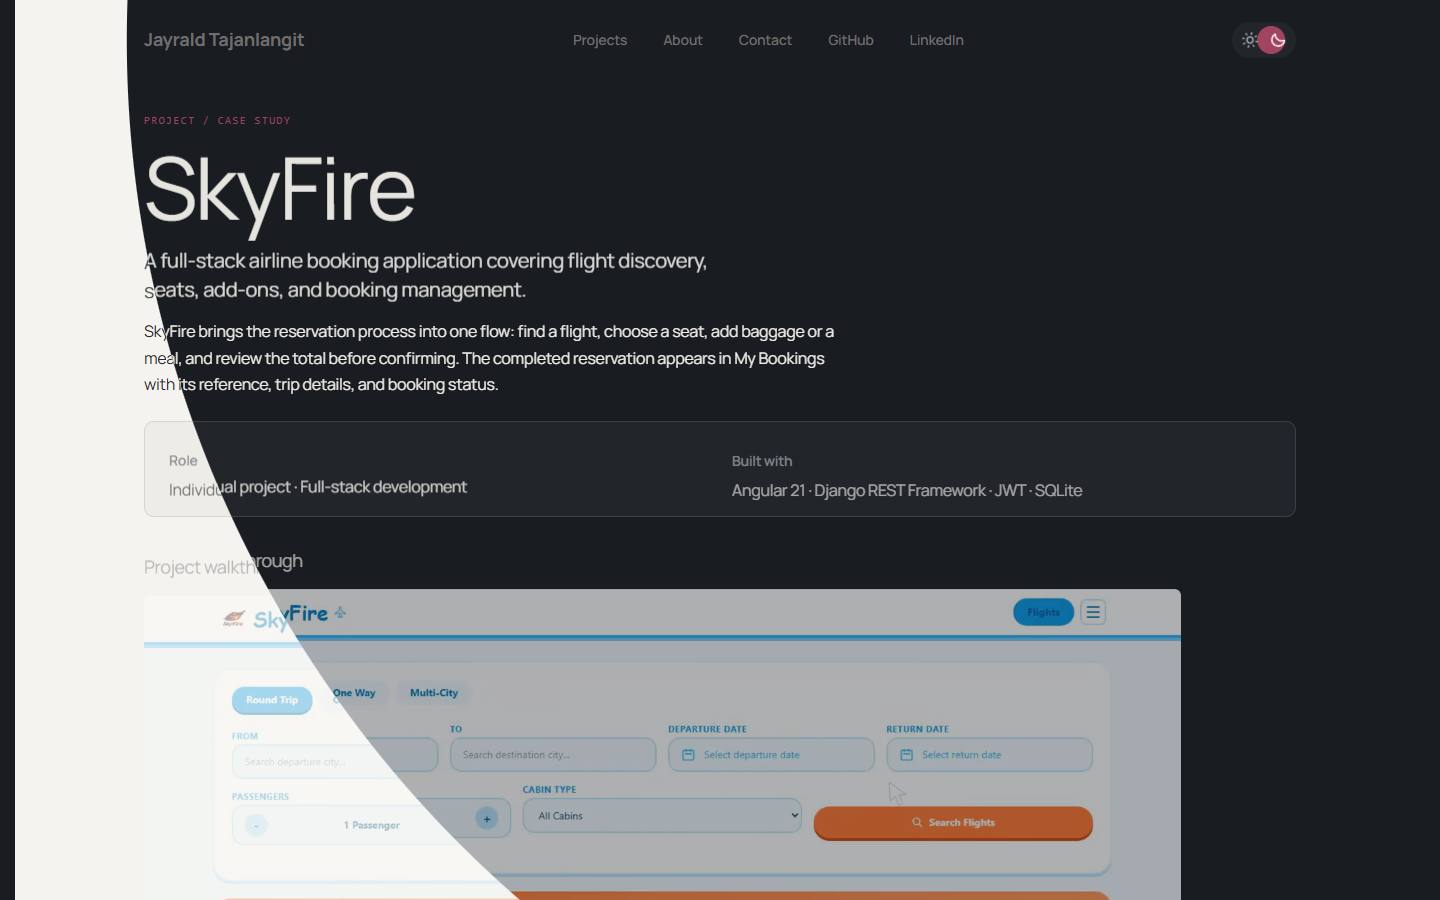 Jayrald Tajanlangit
Projects About Contact GitHub LinkedIn
PROJECT / CASE STUDY
SkyFire
A full-stack airline booking application covering flight discovery,
seats, add-ons, and booking management.
SkyFire brings the reservation process into one flow: find a flight, choose a seat, add baggage or a
meal, and review the total before confirming. The completed reservation appears in My Bookings
with its reference, trip details, and booking status.
Role
Individual project · Full-stack development
Built with
Angular 21 · Django REST Framework · JWT · SQLite
Project walkthrough
SkyFire
SkyFire
Flights
Round Trip One Way Multi-City
FROM TO DEPARTURE DATE RETURN DATE
Search departure city... Search destination city... Select departure date Select return date
PASSENGERS CABIN TYPE
- 1 Passenger + All Cabins Search Flights